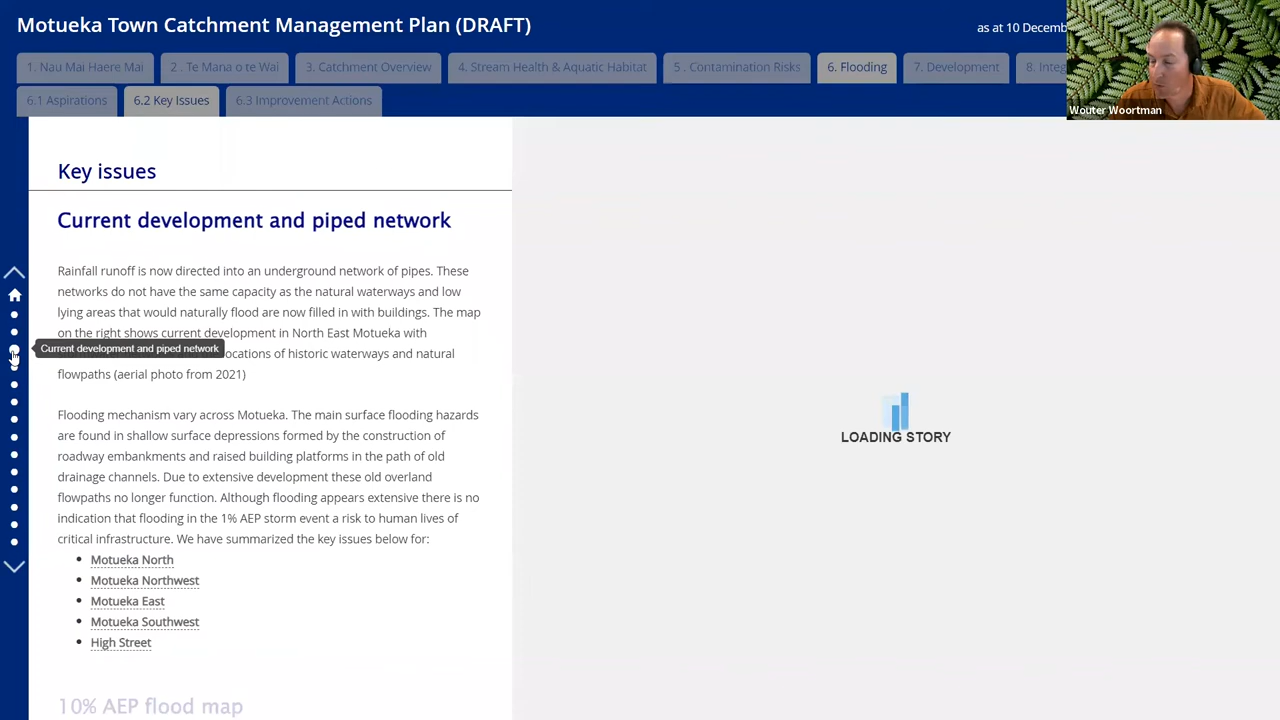 Motueka Town Catchment Management Plan (DRAFT)
as at 10 Decemb
Wouter Woortman
1. Nau Mai Haere Mai
2 . Te Mana o te Wai
3. Catchment Overview
4. Stream Health & Aquatic Habitat
5 . Contamination Risks
6. Flooding
7. Development
8. Integ
6.1 Aspirations
6.2 Key Issues
6.3 Improvement Actions
Key issues
Current development and piped network
Rainfall runoff is now directed into an underground network of pipes. These
networks do not have the same capacity as the natural waterways and low
lying areas that would naturally flood are now filled in with buildings. The map
on the right shows current development in North East Motueka with
Current development and piped network
locations of historic waterways and natural
flowpaths (aerial photo from 2021)
Flooding mechanism vary across Motueka. The main surface flooding hazards
are found in shallow surface depressions formed by the construction of
roadway embankments and raised building platforms in the path of old
drainage channels. Due to extensive development these old overland
flowpaths no longer function. Although flooding appears extensive there is no
indication that flooding in the 1% AEP storm event a risk to human lives of
critical infrastructure. We have summarized the key issues below for:
Motueka North
Motueka Northwest
Motueka East
Motueka Southwest
High Street
10% AEP flood map
LOADING STORY